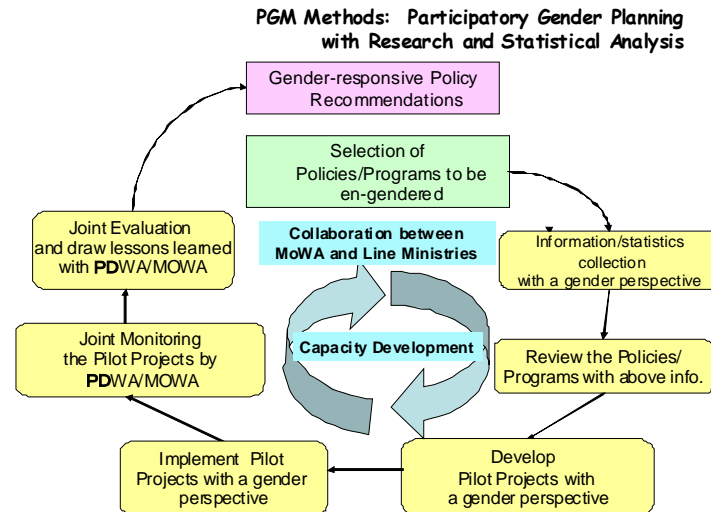 PGM Methods: Participatory Gender Planning
with Research and Statistical Analysis
Gender-responsive Policy
Recommendations
Selection of
Policies/Programs to be
en-gendered
Collaboration between
MoWA and Line Ministries
Information/statistics
collection
with a gender perspective
Joint Evaluation
and draw lessons learned
with PDWA/MOWA
Capacity Development
Joint Monitoring
the Pilot Projects by
PDWA/MOWA
Review the Policies/
Programs with above info.
Implement Pilot
Projects with a gender
perspective
Develop
Pilot Projects with
a gender perspective